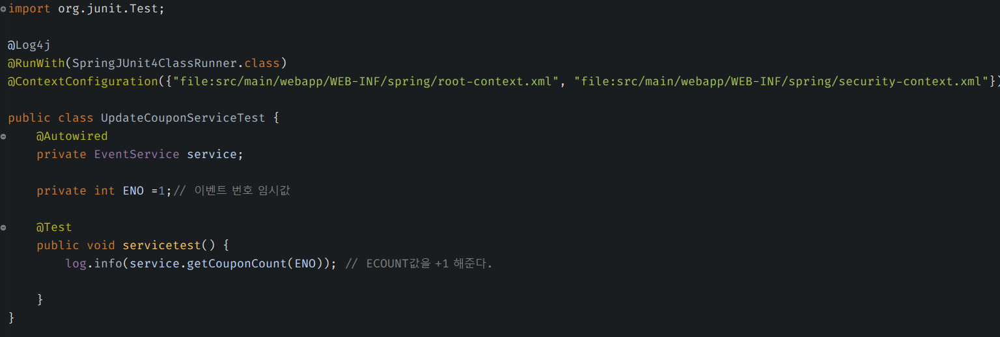 import org.junit.Test;
@Log4j
@RunWith(SpringJUnit4ClassRunner.class)
@ContextConfiguration({"file:src/main/webapp/WEB-INF/spring/root-context.xml", "file:src/main/webapp/WEB-INF/spring/security-context.xml"})
public class UpdateCouponServiceTest {
    @Autowired
    private EventService service;
    private int ENO =1;// 이벤트 번호 임시값
    @Test
    public void servicetest() {
        log.info(service.getCouponCount(ENO)); // ECOUNT값을 +1 해준다.
    }
}